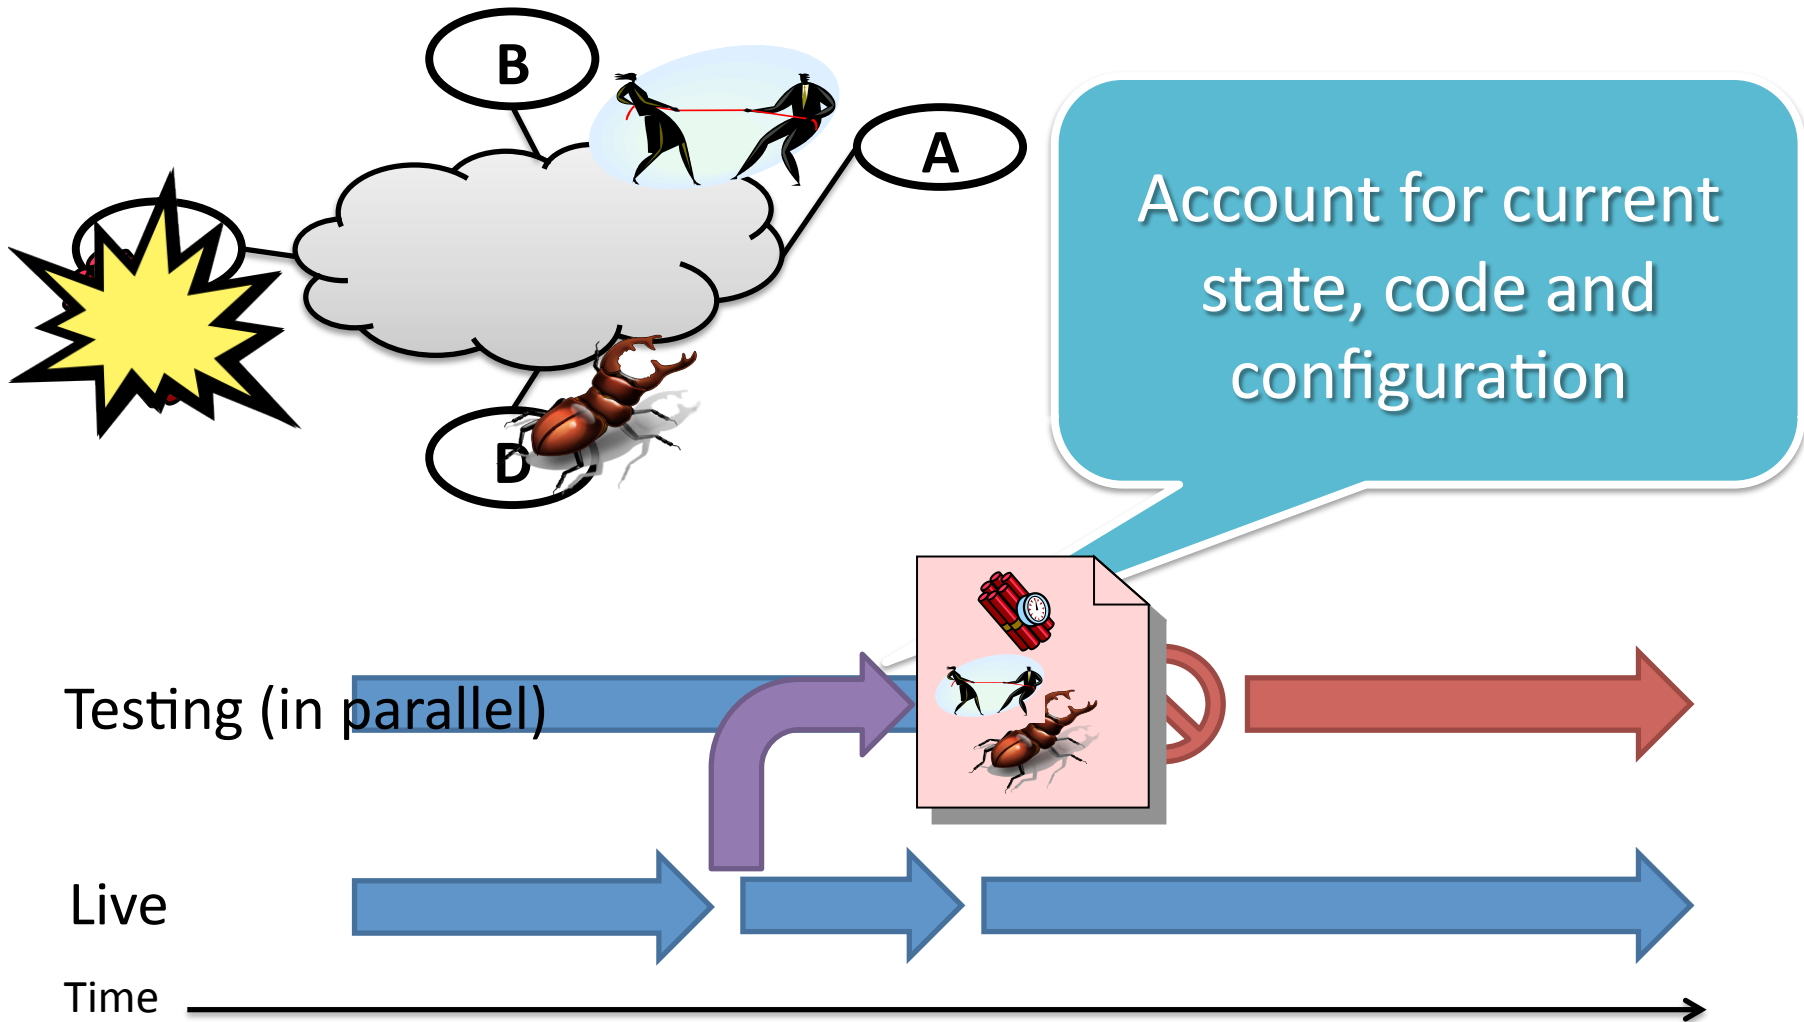 B
A
D
Account for current
state, code and
configuration
Testing (in parallel)
Live
Time